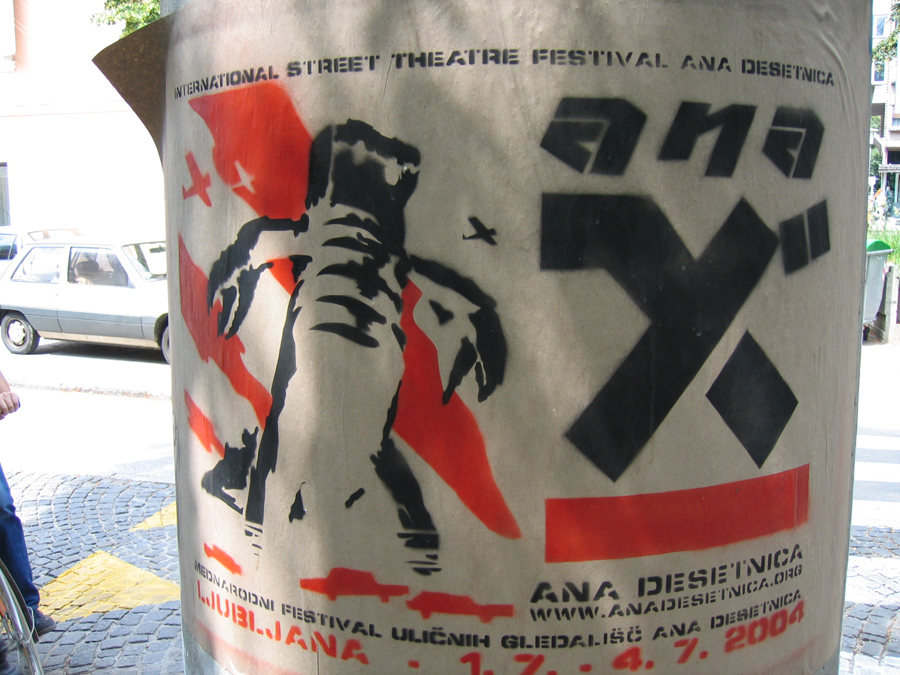 INTERNATIONAL STREET THEATRE FESTIVAL ANA DESETNICA
ana
ANA DESETNICA
WWW.ANADESETNICA.ORG
MEDNARODNI FESTIVAL ULIČNIH GLEDALIŠČ ANA DESETNICA
LJUBLJANA · 1. 7. - 4. 7. 2004